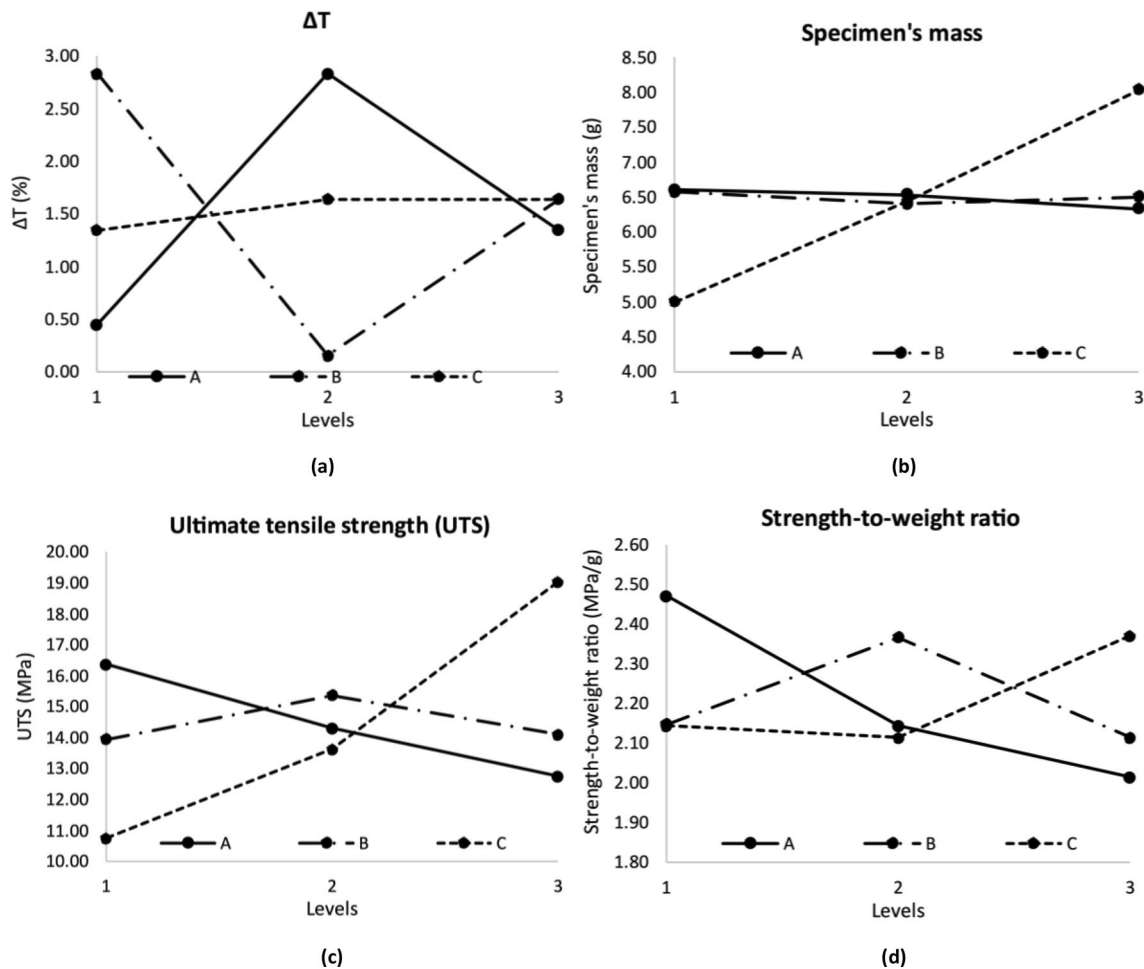 ΔT
3.00
2.50
2.00
1.50
1.00
0.50
0.00
ΔT (%)
A B C
1 2 3
Levels
(a)
Specimen's mass
8.50
8.00
7.50
7.00
6.50
6.00
5.50
5.00
4.50
4.00
Specimen's mass (g)
A B C
1 2 3
Levels
(b)
Ultimate tensile strength (UTS)
20.00
19.00
18.00
17.00
16.00
15.00
14.00
13.00
12.00
11.00
10.00
UTS (MPa)
A B C
1 2 3
Levels
(c)
Strength-to-weight ratio
2.60
2.50
2.40
2.30
2.20
2.10
2.00
1.90
1.80
Strength-to-weight ratio (MPa/g)
A B C
1 2 3
Levels
(d)